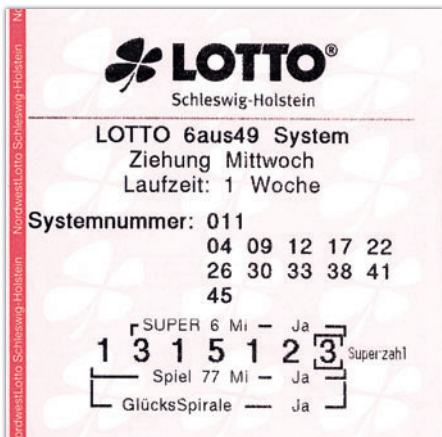 LOTTO®
Schleswig-Holstein
LOTTO 6aus49 System
Ziehung Mittwoch
Laufzeit: 1 Woche
Systemnummer: 011
04 09 12 17 22
26 30 33 38 41
45
SUPER 6 Mi – Ja
1 3 1 5 1 2 3 Superzahl
Spiel 77 Mi – Ja
GlücksSpirale – Ja
NordwestLotto Schleswig-Holstein